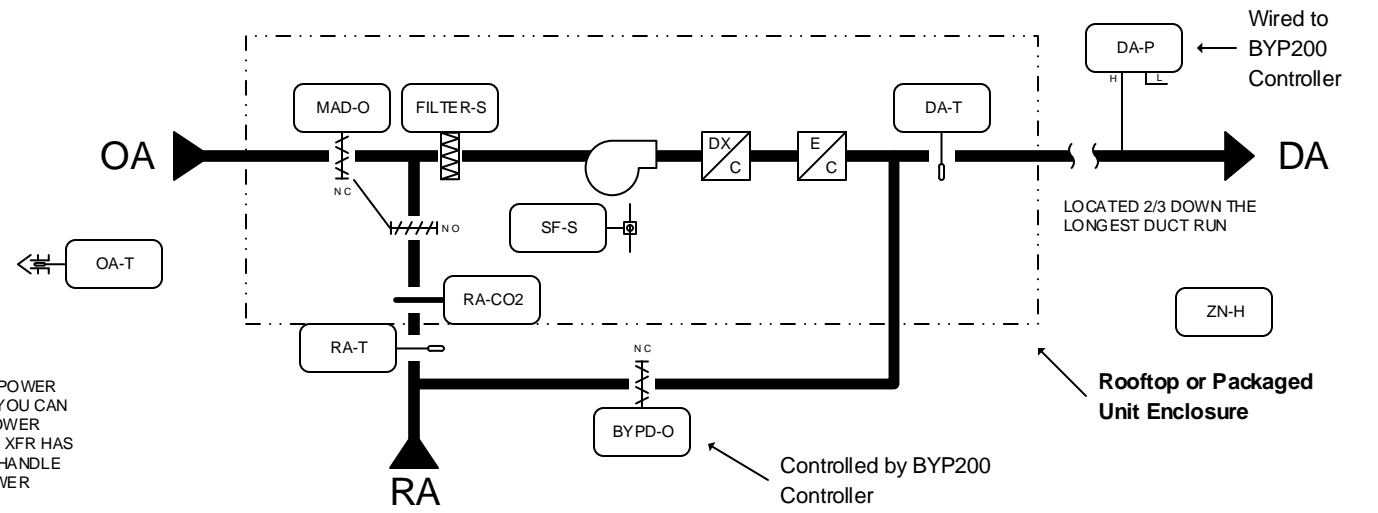 Wired to
BYP200
Controller
DA-P
H
L
MAD-O
FILTER-S
DA-T
OA
DX
C
E
C
DA
NC
NO
SF-S
LOCATED 2/3 DOWN THE
LONGEST DUCT RUN
OA-T
RA-CO2
ZN-H
RA-T
NC
Rooftop or Packaged
Unit Enclosure
POWER
YOU CAN
OWER
XFR HAS
HANDLE
WER
BYPD-O
Controlled by BYP200
Controller
RA